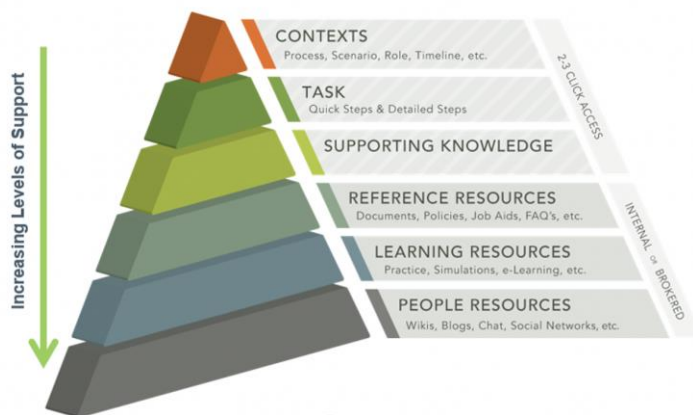 Increasing Levels of Support
CONTEXTS
Process, Scenario, Role, Timeline, etc.
TASK
Quick Steps & Detailed Steps
SUPPORTING KNOWLEDGE
REFERENCE RESOURCES
Documents, Policies, Job Aids, FAQ's, etc.
LEARNING RESOURCES
Practice, Simulations, e-Learning, etc.
PEOPLE RESOURCES
Wikis, Blogs, Chat, Social Networks, etc.
2-3 CLICK ACCESS
INTERNAL OR BROKERED